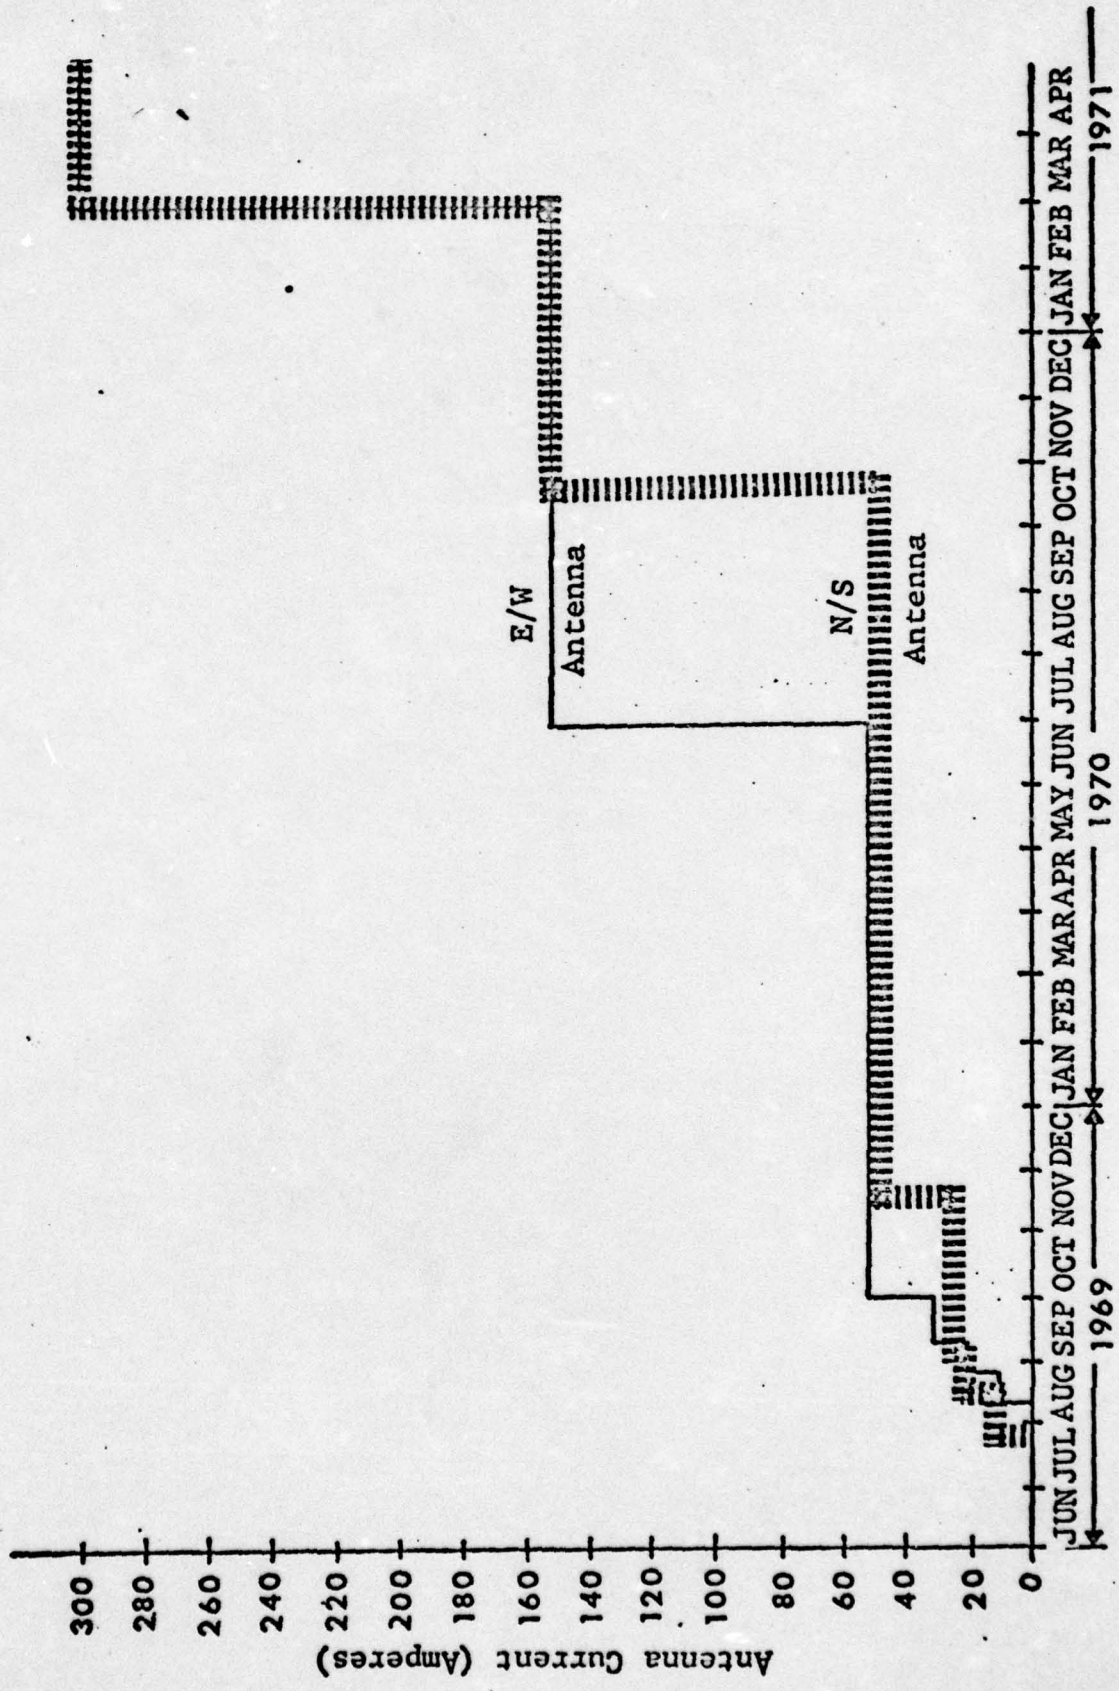 Antenna Current (Amperes)
300
280
260
240
220
200
180
160
140
120
100
80
60
40
20
0
E/W
Antenna
N/S
Antenna
JUN JUL AUG SEP OCT NOV DEC JAN FEB MAR APR MAY JUN JUL AUG SEP OCT NOV DEC JAN FEB MAR APR
1969 1970 1971